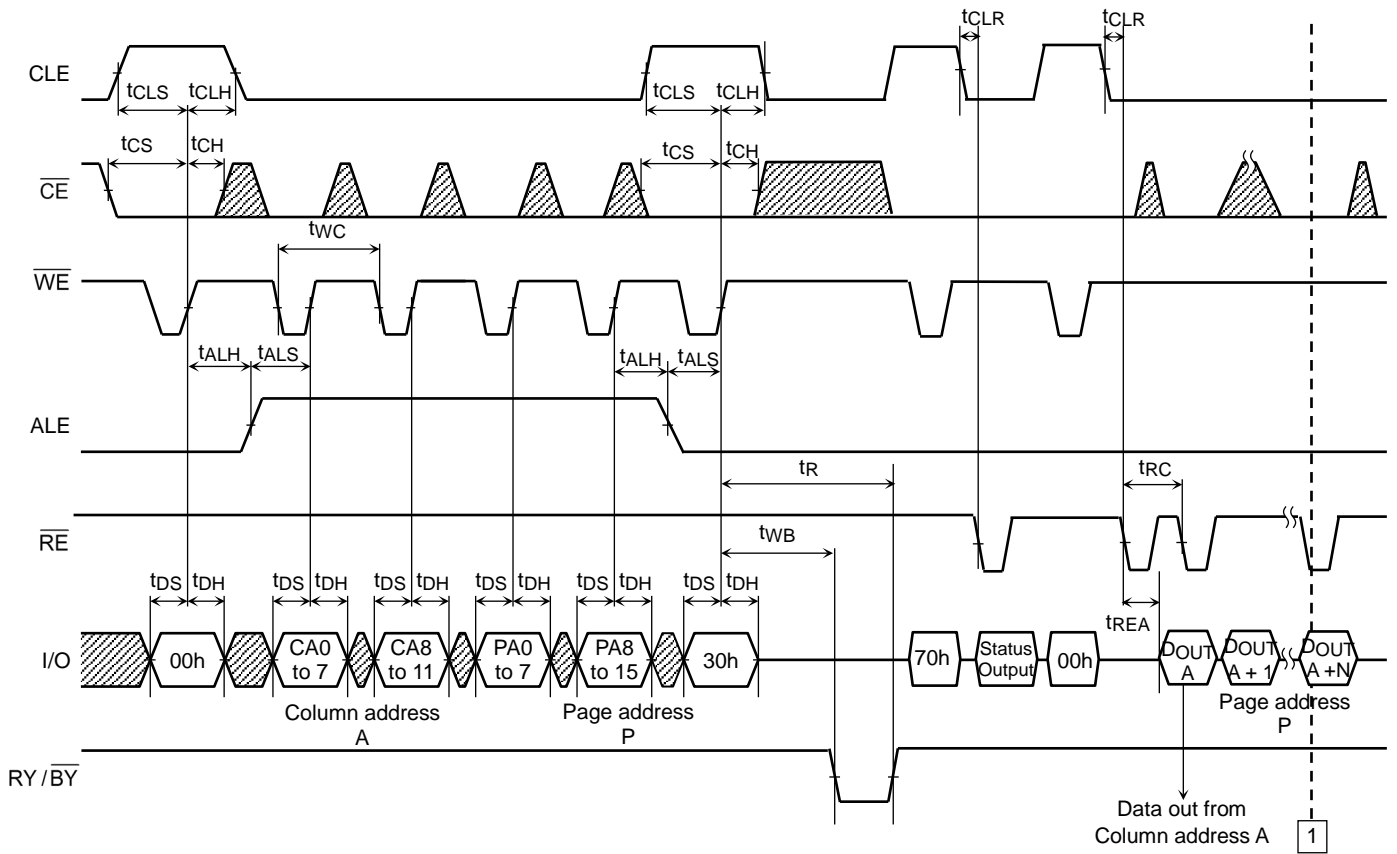 tCLR
tCLR
CLE
tCLS
tCLH
tCLS
tCLH
tCS
tCH
tCS
tCH
CE
tWC
WE
tALH
tALS
tALH
tALS
ALE
tR
tRC
RE
tWB
tDS
tDH
tDS
tDH
tDS
tDH
tDS
tDH
tDS
tDH
tDS
tDH
tREA
I/O
00h
CA0
to 7
CA8
to 11
PA0
to 7
PA8
to 15
30h
70h
Status
Output
00h
DOUT
A
DOUT
A + 1
DOUT
A +N
Column address
A
Page address
P
Page address
P
RY / BY
Data out from
Column address A
1